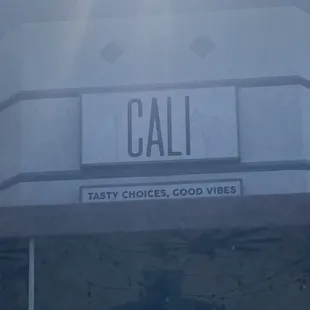 CALI
TASTY CHOICES, GOOD VIBES